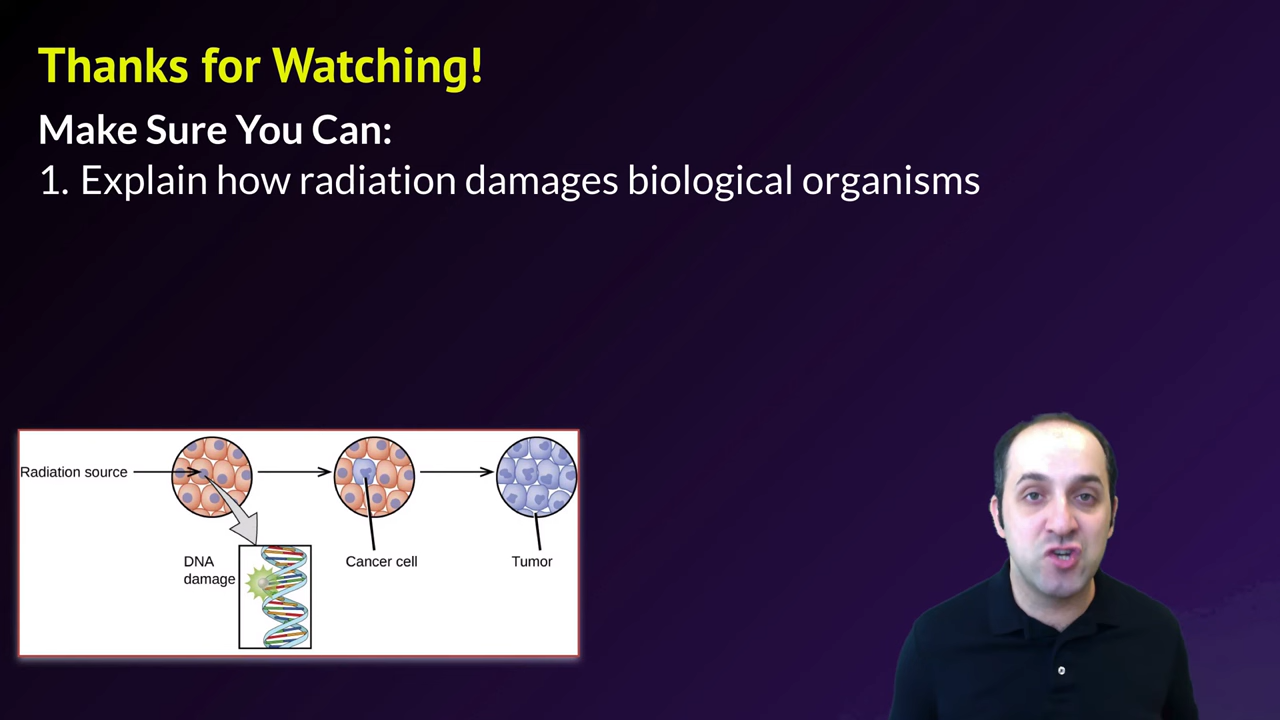 Thanks for Watching!
Make Sure You Can:
1. Explain how radiation damages biological organisms
Radiation source
DNA
damage
Cancer cell
Tumor